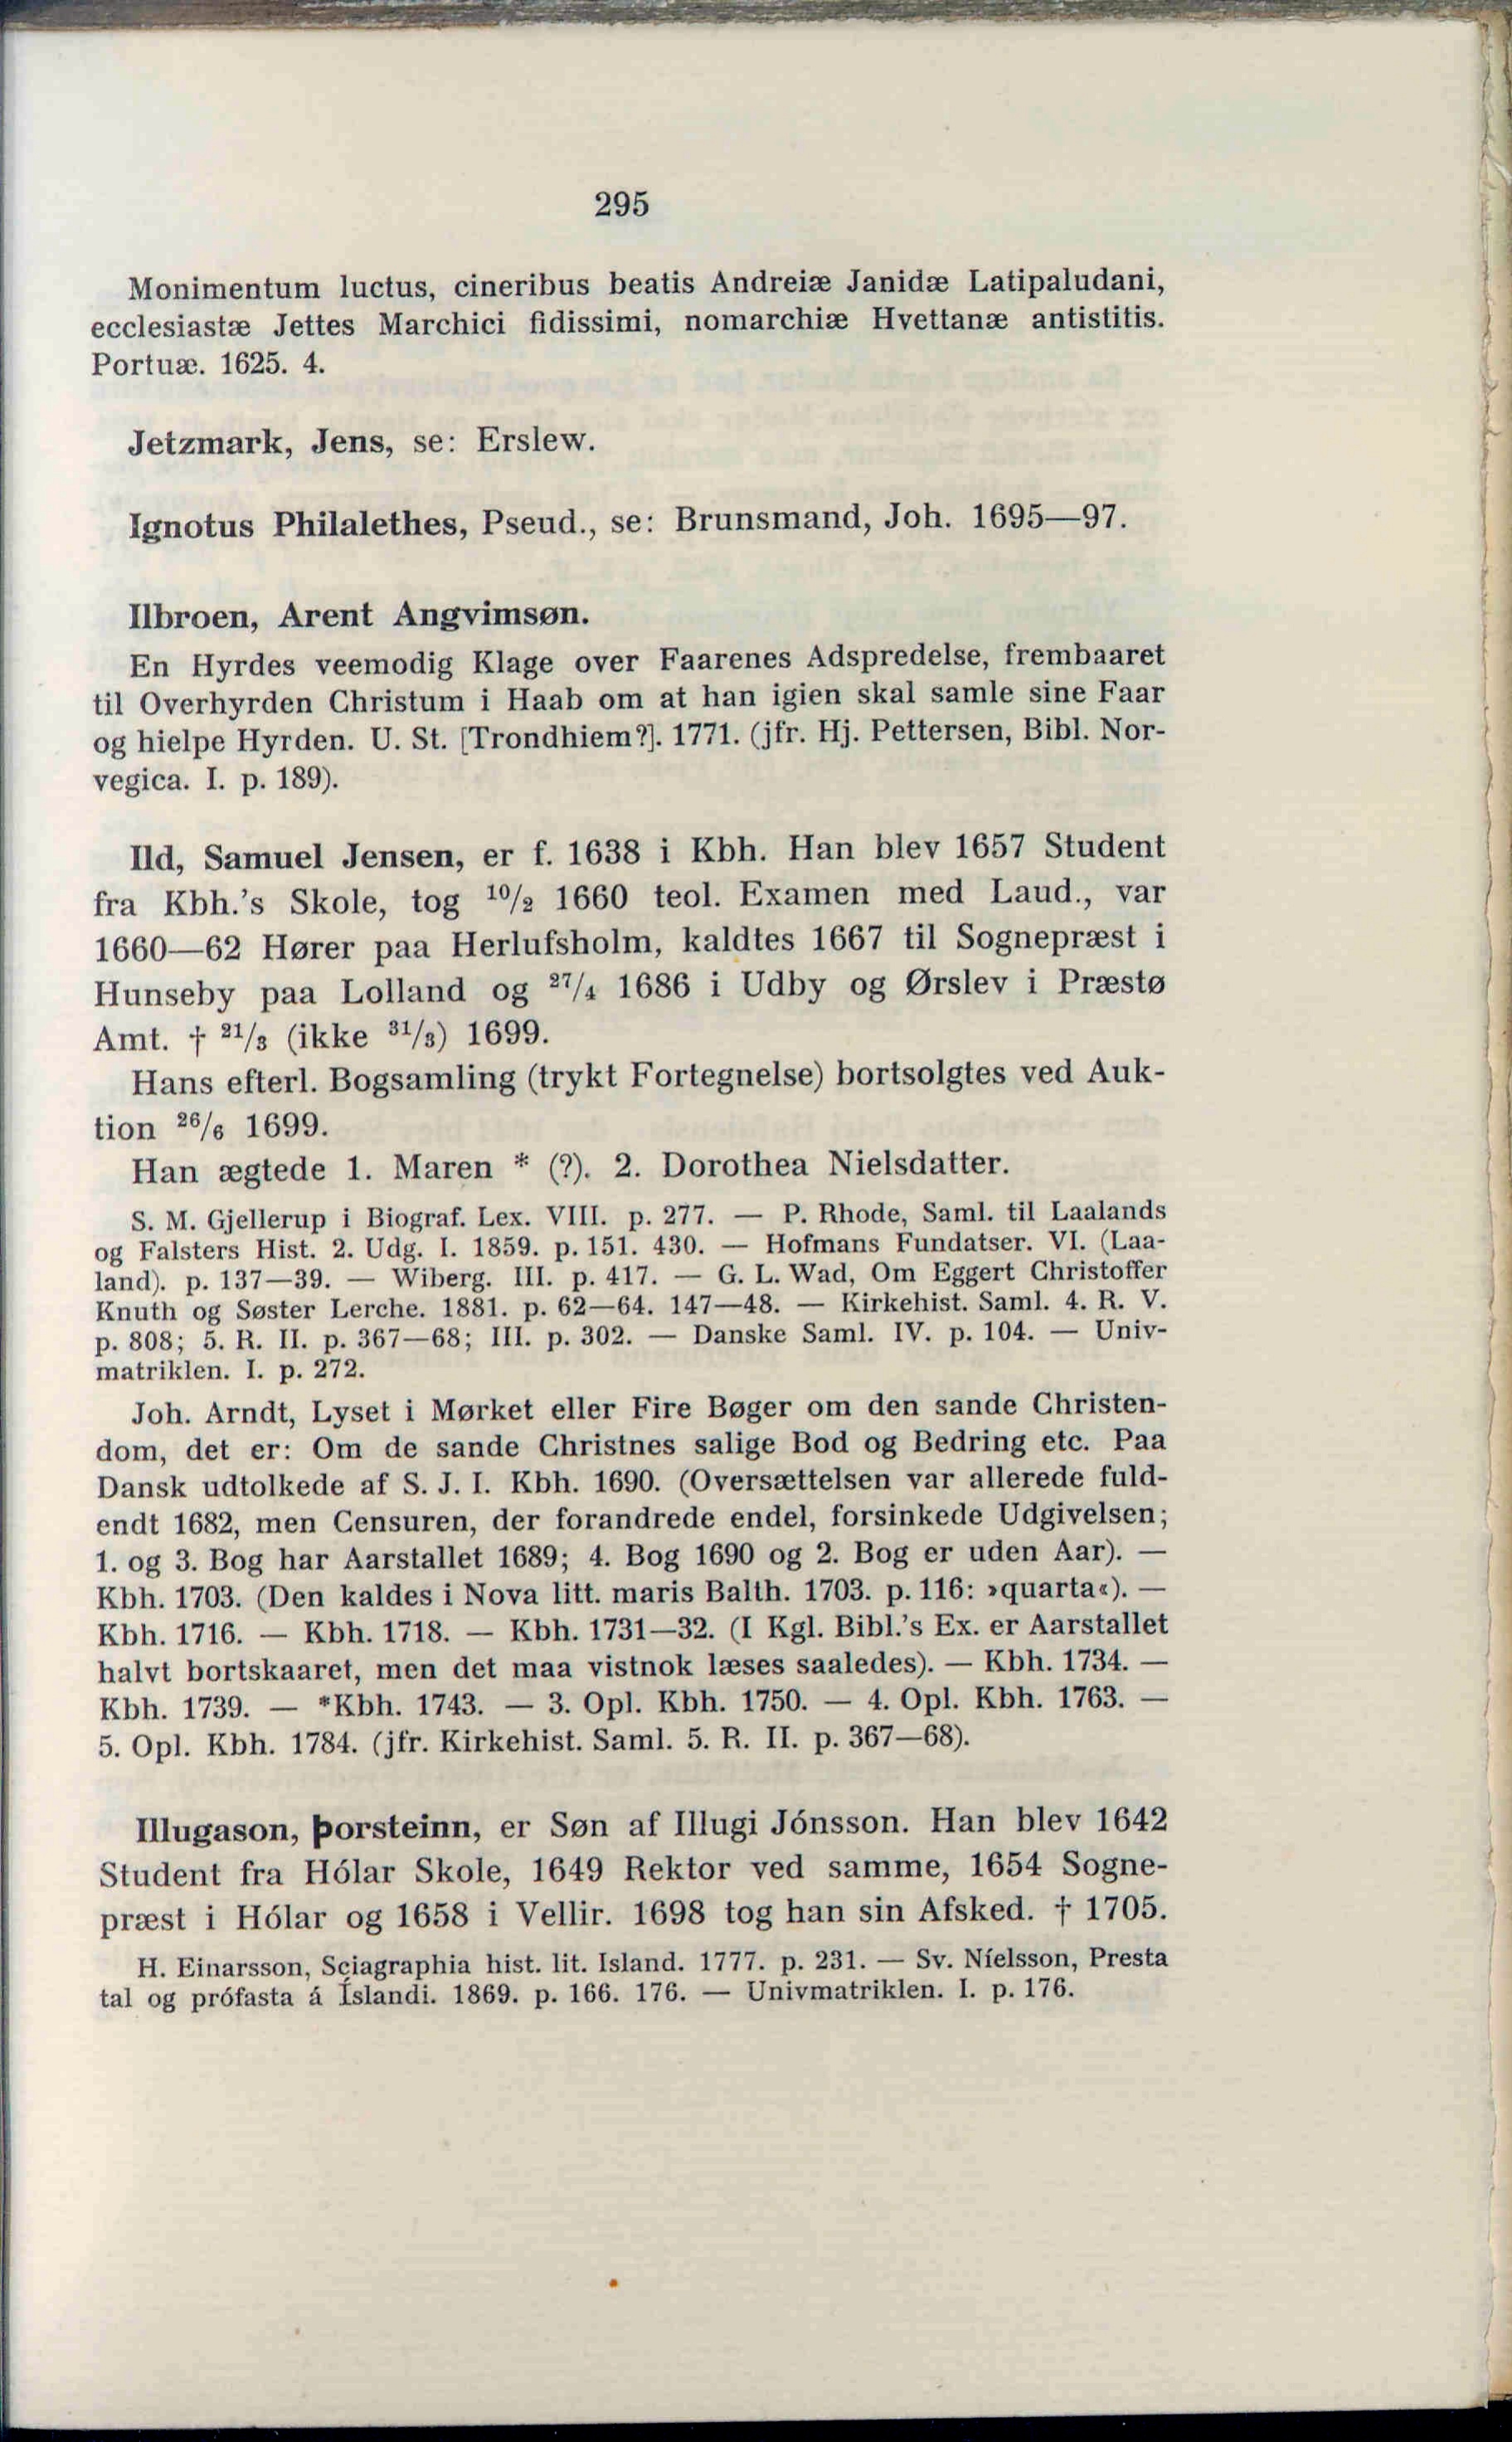 295
Monimentum luctus, cineribus beatis Andreiæ Janidæ Latipaludani,
ecclesiastæ Jettes Marchici fidissimi, nomarchiæ Hvettanæ antistitis.
Portuæ. 1625. 4.
Jetzmark, Jens, se: Erslew.
Ignotus Philalethes, Pseud., se: Brunsmand, Joh. 1695—97.
Ilbroen, Arent Angvimsøn.
En Hyrdes veemodig Klage over Faarenes Adspredelse, frembaaret
til Overhyrden Christum i Haab om at han igien skal samle sine Faar
og hielpe Hyrden. U. St. [Trondhiem?]. 1771. (jfr. Hj. Pettersen, Bibl. Nor-
vegica. I. p. 189).
Ild, Samuel Jensen, er f. 1638 i Kbh. Han blev 1657 Student
fra Kbh.'s Skole, tog ¹⁰/₂ 1660 teol. Examen med Laud., var
1660—62 Hører paa Herlufsholm, kaldtes 1667 til Sognepræst i
Hunseby paa Lolland og ²⁷/₄ 1686 i Udby og Ørslev i Præstø
Amt. † ²¹/₃ (ikke ³¹/₃) 1699.
Hans efterl. Bogsamling (trykt Fortegnelse) bortsolgtes ved Auk-
tion ²⁶/₆ 1699.
Han ægtede 1. Maren * (?). 2. Dorothea Nielsdatter.
S. M. Gjellerup i Biograf. Lex. VIII. p. 277. — P. Rhode, Saml. til Laalands
og Falsters Hist. 2. Udg. I. 1859. p. 151. 430. — Hofmans Fundatser. VI. (Laa-
land). p. 137—39. — Wiberg. III. p. 417. — G. L. Wad, Om Eggert Christoffer
Knuth og Søster Lerche. 1881. p. 62—64. 147—48. — Kirkehist. Saml. 4. R. V.
p. 808; 5. R. II. p. 367—68; III. p. 302. — Danske Saml. IV. p. 104. — Univ-
matriklen. I. p. 272.
Joh. Arndt, Lyset i Mørket eller Fire Bøger om den sande Christen-
dom, det er: Om de sande Christnes salige Bod og Bedring etc. Paa
Dansk udtolkede af S. J. I. Kbh. 1690. (Oversættelsen var allerede fuld-
endt 1682, men Censuren, der forandrede endel, forsinkede Udgivelsen;
1. og 3. Bog har Aarstallet 1689; 4. Bog 1690 og 2. Bog er uden Aar). —
Kbh. 1703. (Den kaldes i Nova litt. maris Balth. 1703. p. 116: »quarta«). —
Kbh. 1716. — Kbh. 1718. — Kbh. 1731—32. (I Kgl. Bibl.'s Ex. er Aarstallet
halvt bortskaaret, men det maa vistnok læses saaledes). — Kbh. 1734. —
Kbh. 1739. — *Kbh. 1743. — 3. Opl. Kbh. 1750. — 4. Opl. Kbh. 1763. —
5. Opl. Kbh. 1784. (jfr. Kirkehist. Saml. 5. R. II. p. 367—68).
Illugason, Þorsteinn, er Søn af Illugi Jónsson. Han blev 1642
Student fra Hólar Skole, 1649 Rektor ved samme, 1654 Sogne-
præst i Hólar og 1658 i Vellir. 1698 tog han sin Afsked. † 1705.
H. Einarsson, Sciagraphia hist. lit. Island. 1777. p. 231. — Sv. Níelsson, Presta
tal og prófasta á Íslandi. 1869. p. 166. 176. — Univmatriklen. I. p. 176.